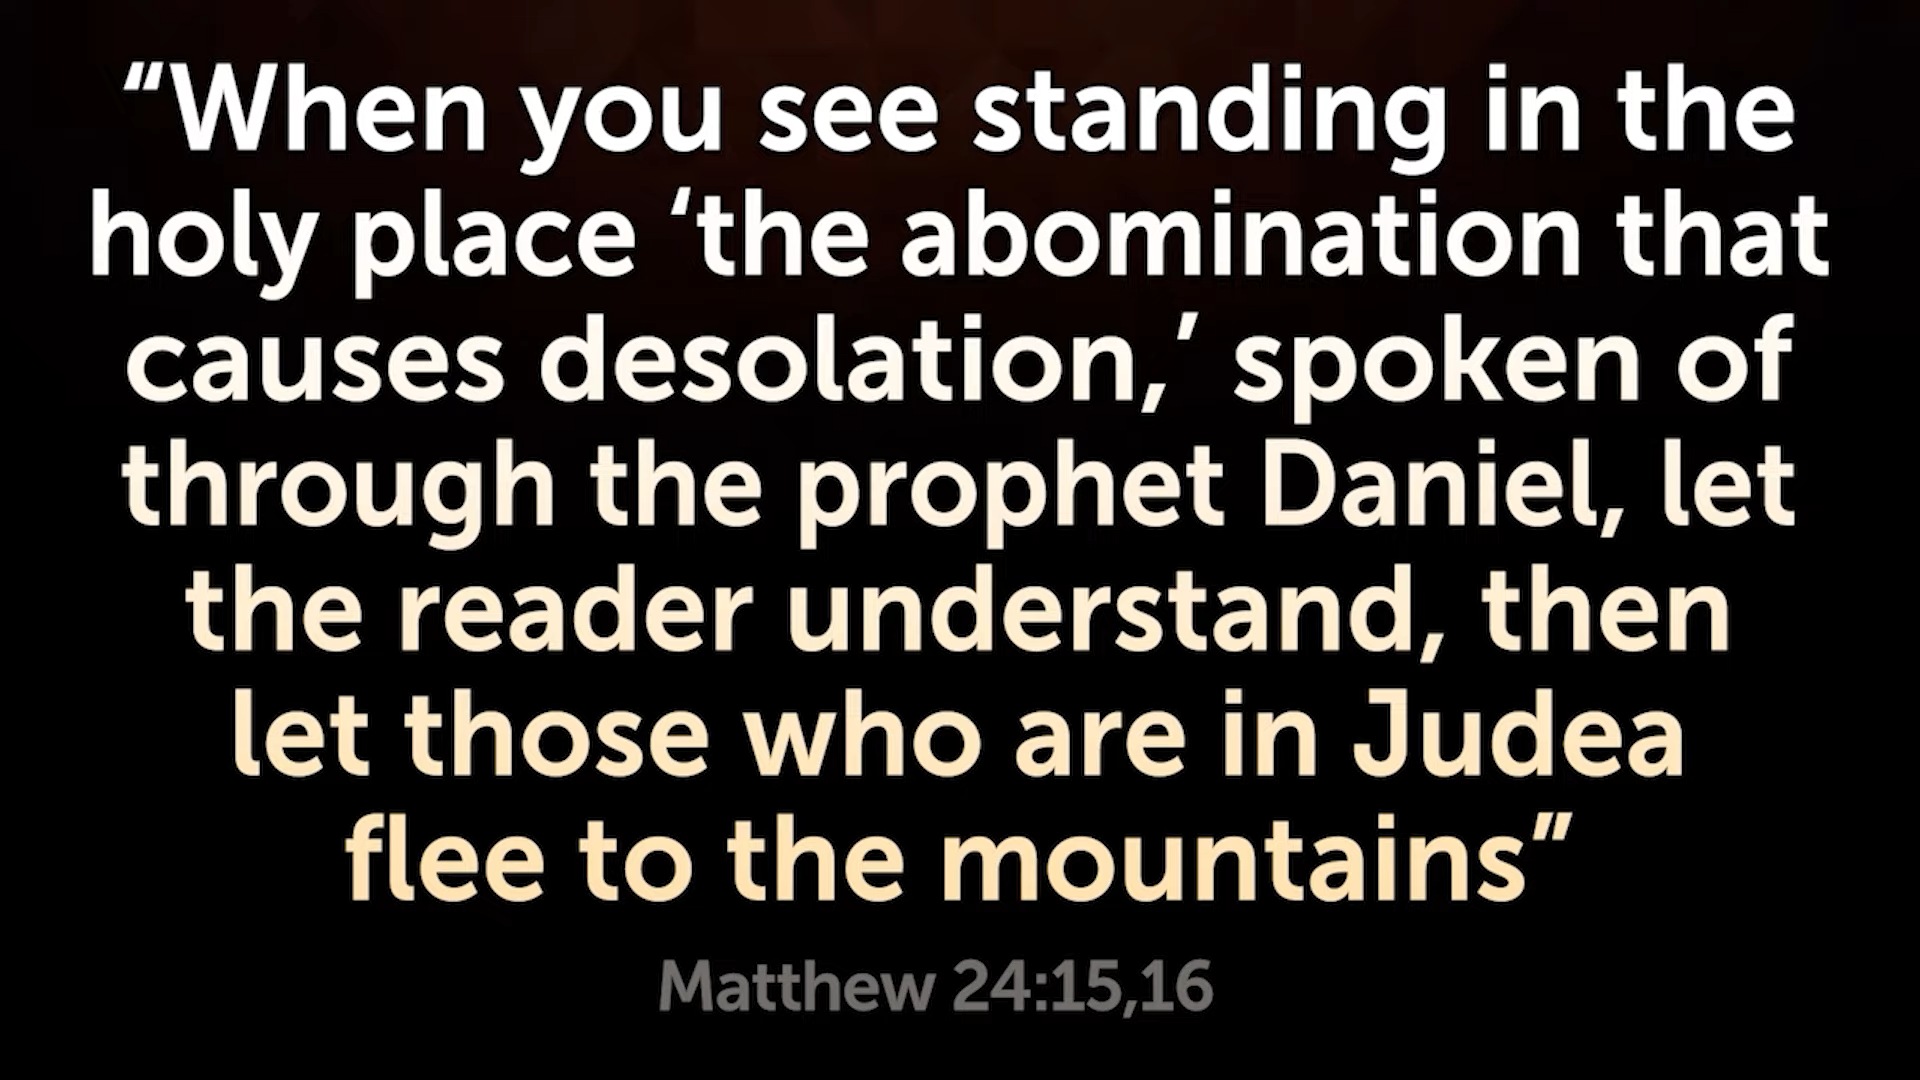 “When you see standing in the
holy place ‘the abomination that
causes desolation,’ spoken of
through the prophet Daniel, let
the reader understand, then
let those who are in Judea
flee to the mountains”
Matthew 24:15,16